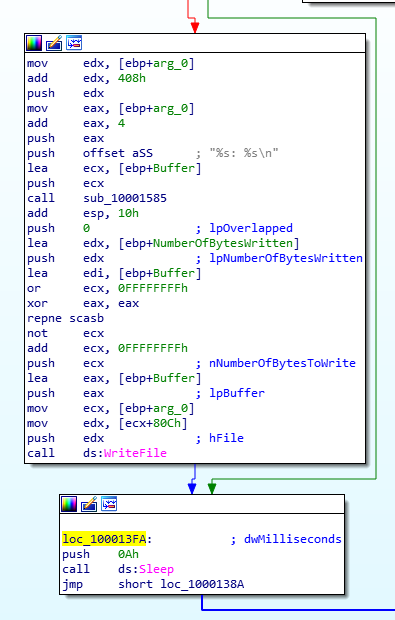 mov edx, [ebp+arg_0]
add edx, 408h
push edx
mov eax, [ebp+arg_0]
add eax, 4
push eax
push offset aSS ; "%s: %s\n"
lea ecx, [ebp+Buffer]
push ecx
call sub_10001585
add esp, 10h
push 0 ; lpOverlapped
lea edx, [ebp+NumberOfBytesWritten]
push edx ; lpNumberOfBytesWritten
lea edi, [ebp+Buffer]
or ecx, 0FFFFFFFFh
xor eax, eax
repne scasb
not ecx
add ecx, 0FFFFFFFFh
push ecx ; nNumberOfBytesToWrite
lea eax, [ebp+Buffer]
push eax ; lpBuffer
mov ecx, [ebp+arg_0]
mov edx, [ecx+80Ch]
push edx ; hFile
call ds:WriteFile
loc_100013FA: ; dwMilliseconds
push 0Ah
call ds:Sleep
jmp short loc_1000138A